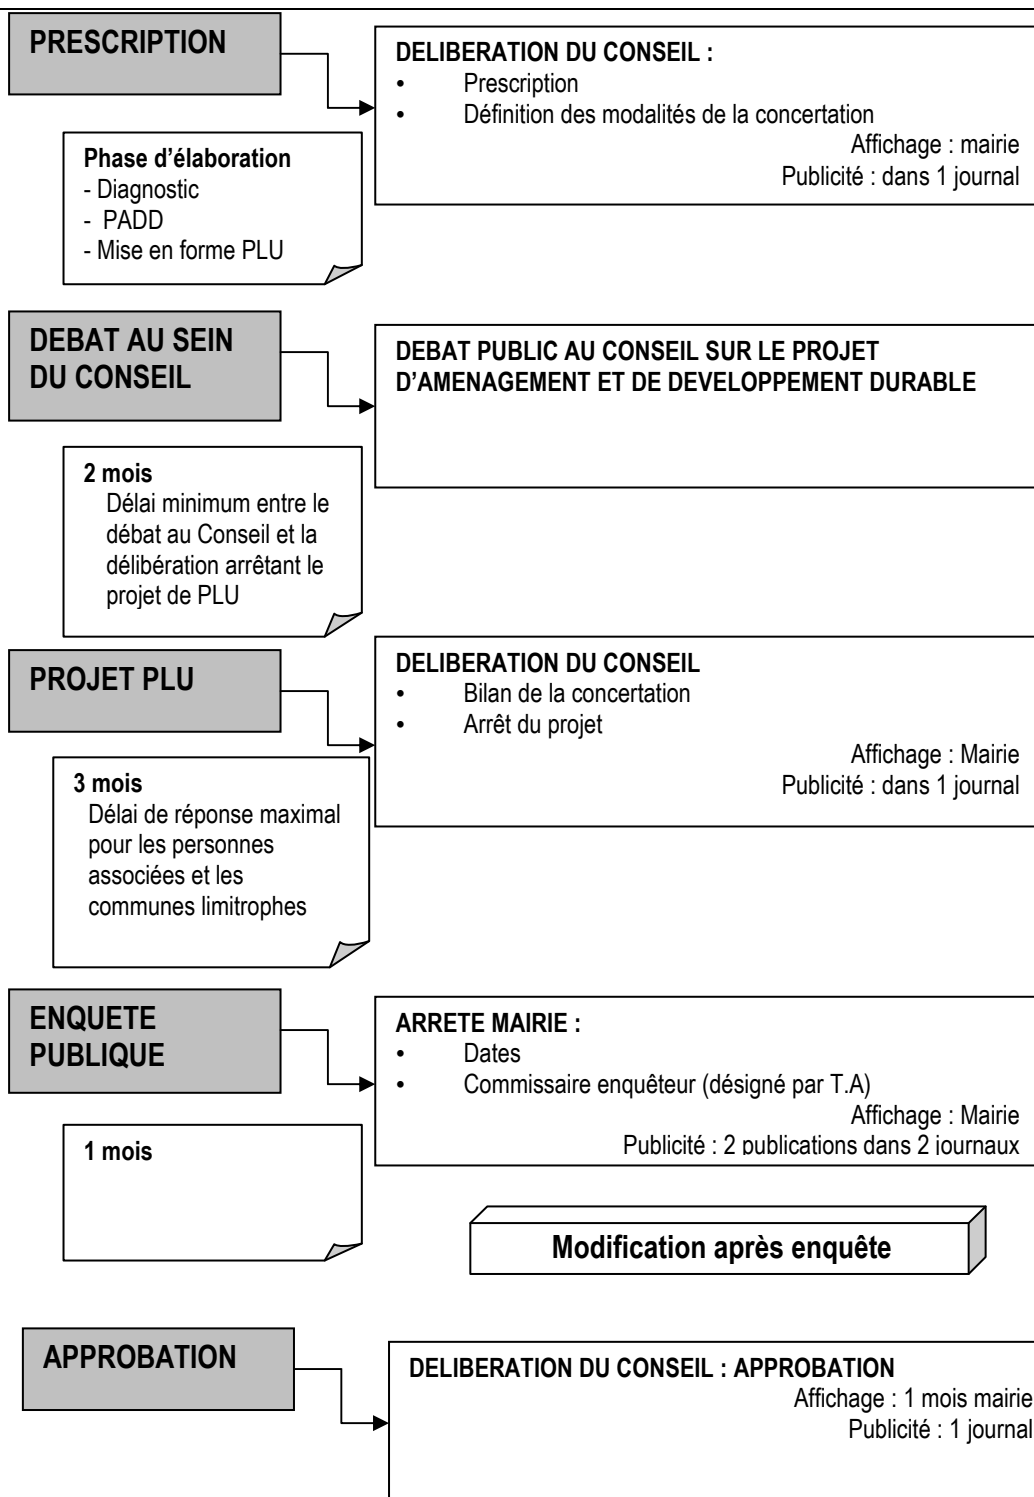 PRESCRIPTION
DELIBERATION DU CONSEIL :
• Prescription
• Définition des modalités de la concertation
Affichage : mairie
Publicité : dans 1 journal
Phase d’élaboration
- Diagnostic
- PADD
- Mise en forme PLU
DEBAT AU SEIN
DU CONSEIL
DEBAT PUBLIC AU CONSEIL SUR LE PROJET
D’AMENAGEMENT ET DE DEVELOPPEMENT DURABLE
2 mois
Délai minimum entre le
débat au Conseil et la
délibération arrêtant le
projet de PLU
PROJET PLU
DELIBERATION DU CONSEIL
• Bilan de la concertation
• Arrêt du projet
Affichage : Mairie
Publicité : dans 1 journal
3 mois
Délai de réponse maximal
pour les personnes
associées et les
communes limitrophes
ENQUETE
PUBLIQUE
ARRETE MAIRIE :
• Dates
• Commissaire enquêteur (désigné par T.A)
Affichage : Mairie
Publicité : 2 publications dans 2 journaux
1 mois
Modification après enquête
APPROBATION
DELIBERATION DU CONSEIL : APPROBATION
Affichage : 1 mois mairie
Publicité : 1 journal